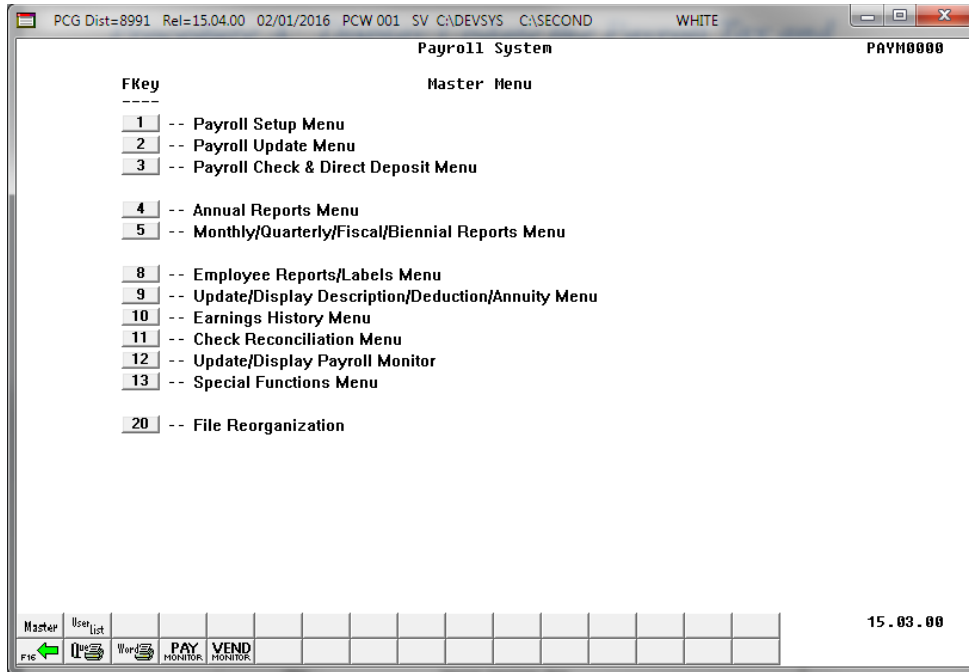 PCG Dist=8991 Rel=15.04.00 02/01/2016 PCW 001 SV C:\DEVSYS C:\SECOND WHITE
Payroll System PAYM0000
FKey Master Menu
----
1 -- Payroll Setup Menu
2 -- Payroll Update Menu
3 -- Payroll Check & Direct Deposit Menu
4 -- Annual Reports Menu
5 -- Monthly/Quarterly/Fiscal/Biennial Reports Menu
8 -- Employee Reports/Labels Menu
9 -- Update/Display Description/Deduction/Annuity Menu
10 -- Earnings History Menu
11 -- Check Reconciliation Menu
12 -- Update/Display Payroll Monitor
13 -- Special Functions Menu
20 -- File Reorganization
Master User List 15.03.00
F16 Que Word PAY MONITOR VEND MONITOR